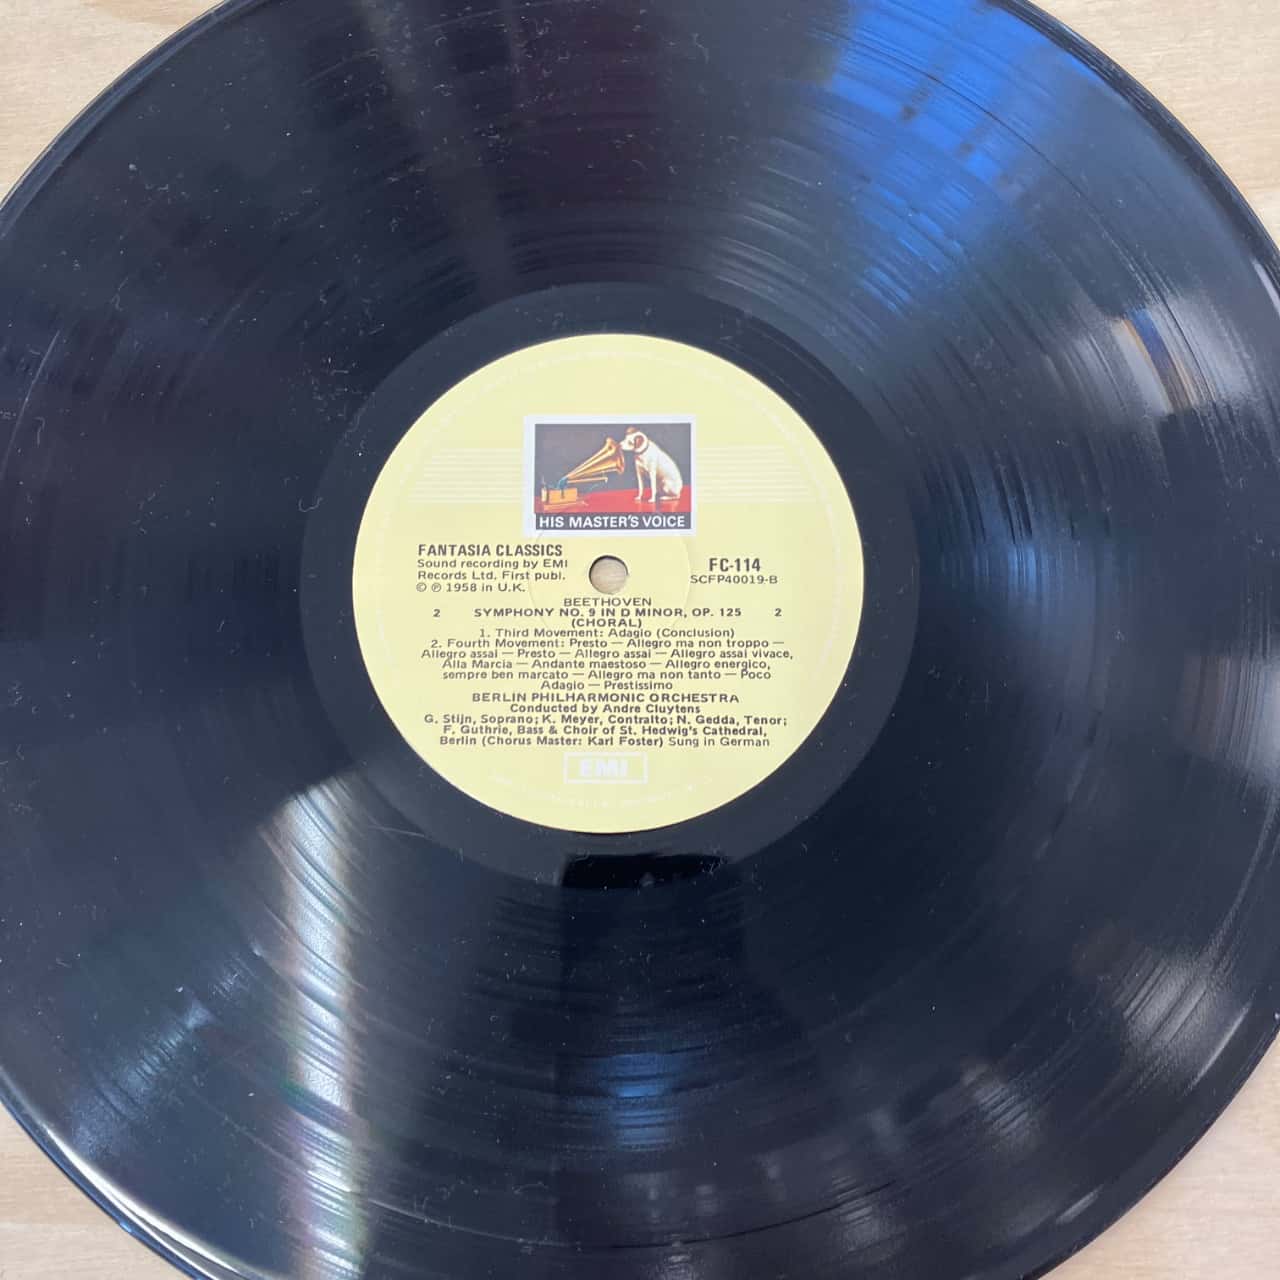 HIS MASTER'S VOICE
FANTASIA CLASSICS
Sound recording by EMI
Records Ltd. First publ.
© ℗ 1958 in U.K.
FC-114
SCFP40019-B
BEETHOVEN
2 SYMPHONY NO. 9 IN D MINOR, OP. 125 2
(CHORAL)
1. Third Movement: Adagio (Conclusion)
2. Fourth Movement: Presto — Allegro ma non troppo —
Allegro assai — Presto — Allegro assai — Allegro assai vivace,
Alla Marcia — Andante maestoso — Allegro energico,
sempre ben marcato — Allegro ma non tanto — Poco
Adagio — Prestissimo
BERLIN PHILHARMONIC ORCHESTRA
Conducted by Andre Cluytens
G. Stijn, Soprano; K. Meyer, Contralto; N. Gedda, Tenor;
F. Guthrie, Bass & Choir of St. Hedwig's Cathedral,
Berlin (Chorus Master: Karl Foster) Sung in German
EMI